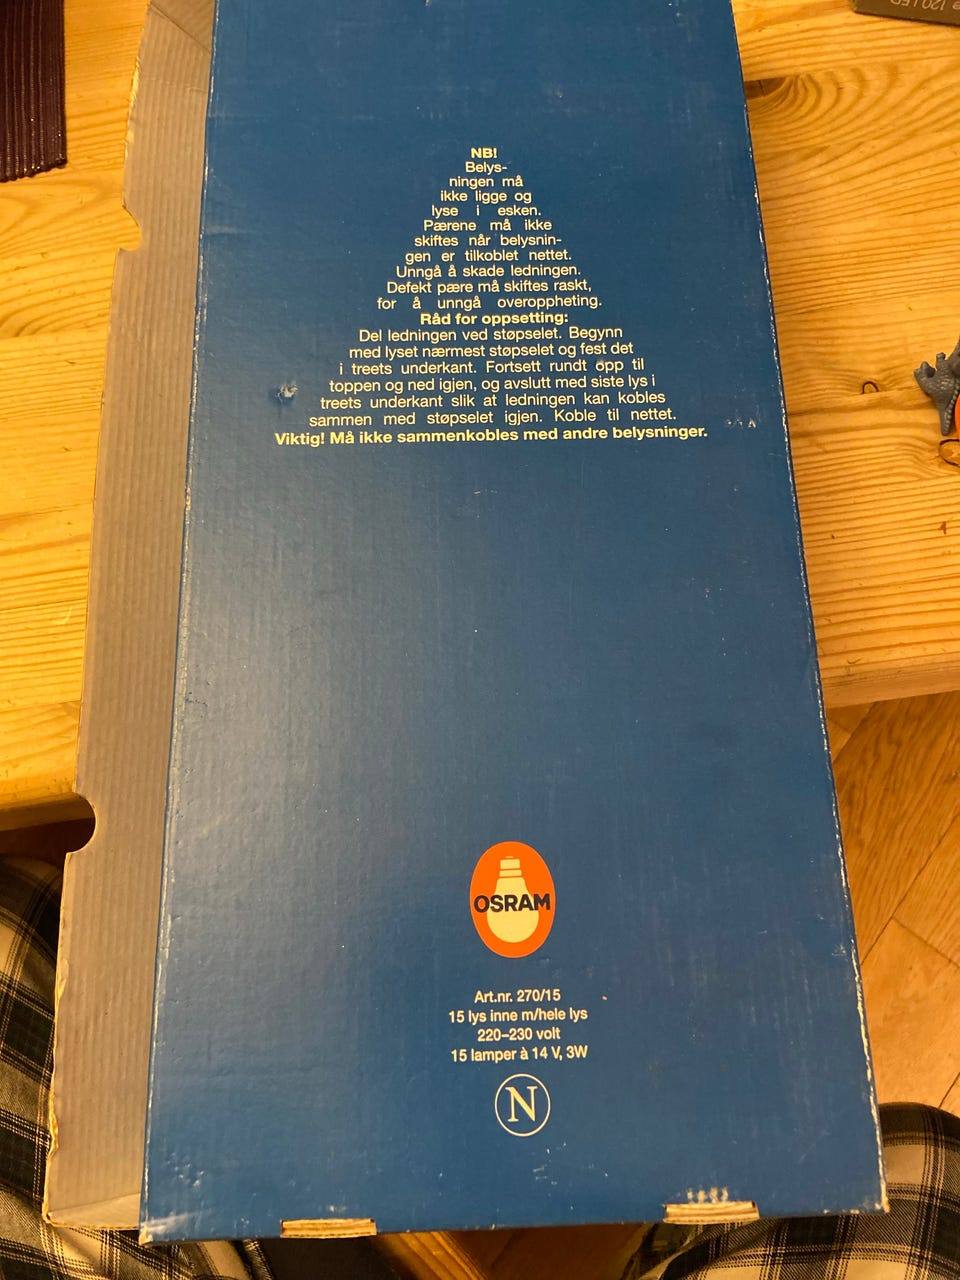 e 120 LED
NB!
Belys-
ningen må
ikke ligge og
lyse i esken.
Pærene må ikke
skiftes når belysnin-
gen er tilkoblet nettet.
Unngå å skade ledningen.
Defekt pære må skiftes raskt,
for å unngå overoppheting.
Råd for oppsetting:
Del ledningen ved støpselet. Begynn
med lyset nærmest støpselet og fest det
i treets underkant. Fortsett rundt opp til
toppen og ned igjen, og avslutt med siste lys i
treets underkant slik at ledningen kan kobles
sammen med støpselet igjen. Koble til nettet.
Viktig! Må ikke sammenkobles med andre belysninger.
OSRAM
Art.nr. 270/15
15 lys inne m/hele lys
220–230 volt
15 lamper à 14 V, 3W
N